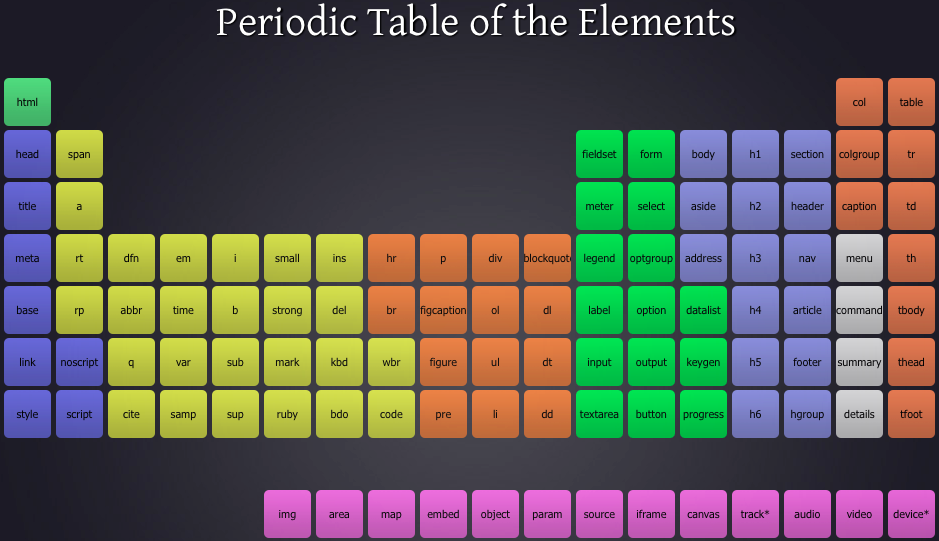 Periodic Table of the Elements
html col table
head span fieldset form body h1 section colgroup tr
title a meter select aside h2 header caption td
meta rt dfn em i small ins hr p div blockquote legend optgroup address h3 nav menu th
base rp abbr time b strong del br figcaption ol dl label option datalist h4 article command tbody
link noscript q var sub mark kbd wbr figure ul dt input output keygen h5 footer summary thead
style script cite samp sup ruby bdo code pre li dd textarea button progress h6 hgroup details tfoot
img area map embed object param source iframe canvas track* audio video device*